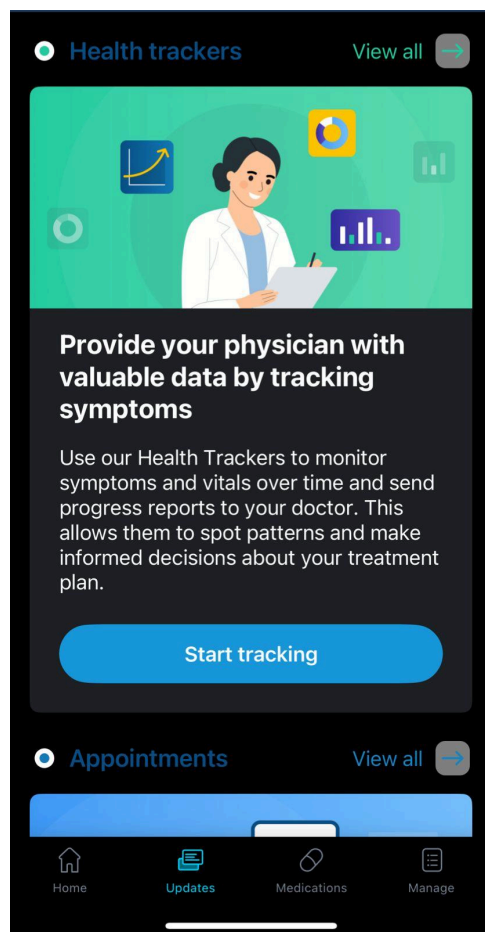 Health trackers
View all
Provide your physician with
valuable data by tracking
symptoms
Use our Health Trackers to monitor
symptoms and vitals over time and send
progress reports to your doctor. This
allows them to spot patterns and make
informed decisions about your treatment
plan.
Start tracking
Appointments
View all
Home
Updates
Medications
Manage